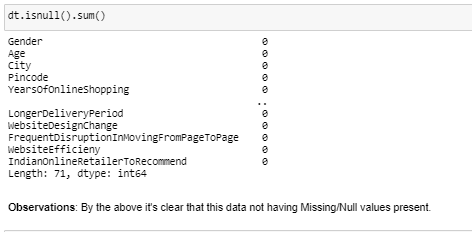 dt.isnull().sum()
Gender 0
Age 0
City 0
Pincode 0
YearsOfOnlineShopping 0
..
LongerDeliveryPeriod 0
WebsiteDesignChange 0
FrequentDisruptionInMovingFromPageToPage 0
WebsiteEfficieny 0
IndianOnlineRetailerToRecommend 0
Length: 71, dtype: int64
Observations: By the above it's clear that this data not having Missing/Null values present.